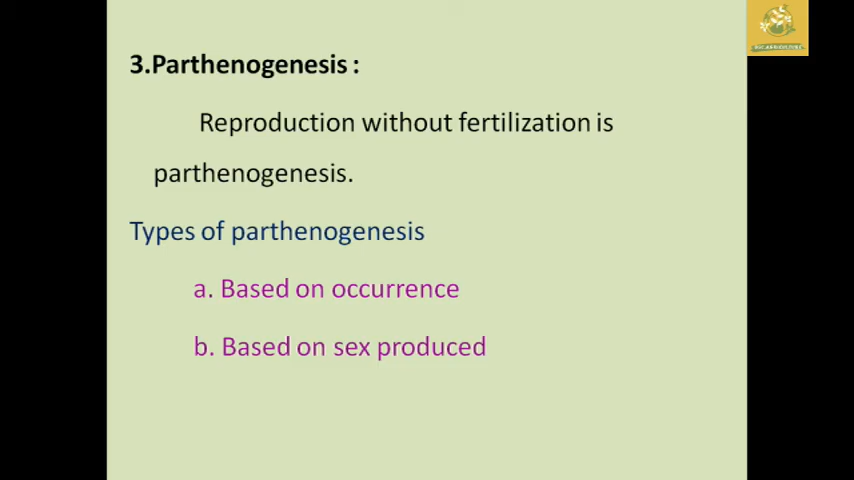 3.Parthenogenesis :
Reproduction without fertilization is
parthenogenesis.
Types of parthenogenesis
a. Based on occurrence
b. Based on sex produced